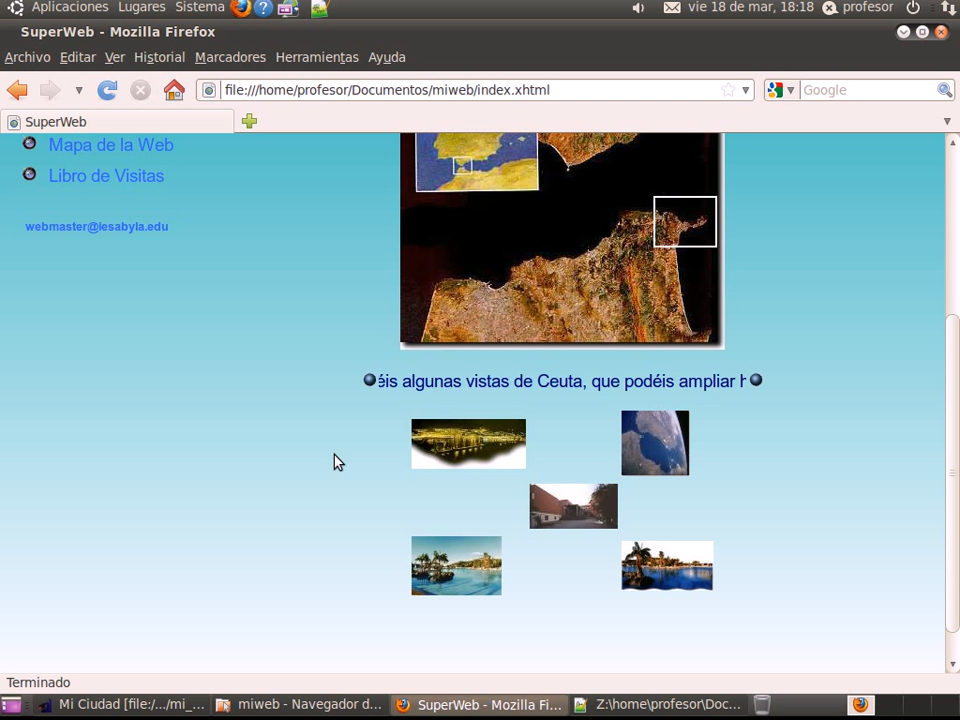 Aplicaciones Lugares Sistema vie 18 de mar, 18:18 profesor
SuperWeb - Mozilla Firefox
Archivo Editar Ver Historial Marcadores Herramientas Ayuda
file:///home/profesor/Documentos/miweb/index.xhtml Google
SuperWeb
Mapa de la Web
Libro de Visitas
webmaster@iesabyla.edu
éis algunas vistas de Ceuta, que podéis ampliar h
Terminado
Mi Ciudad [file:/.../mi_... miweb - Navegador d... SuperWeb - Mozilla Fi... Z:\home\profesor\Doc...